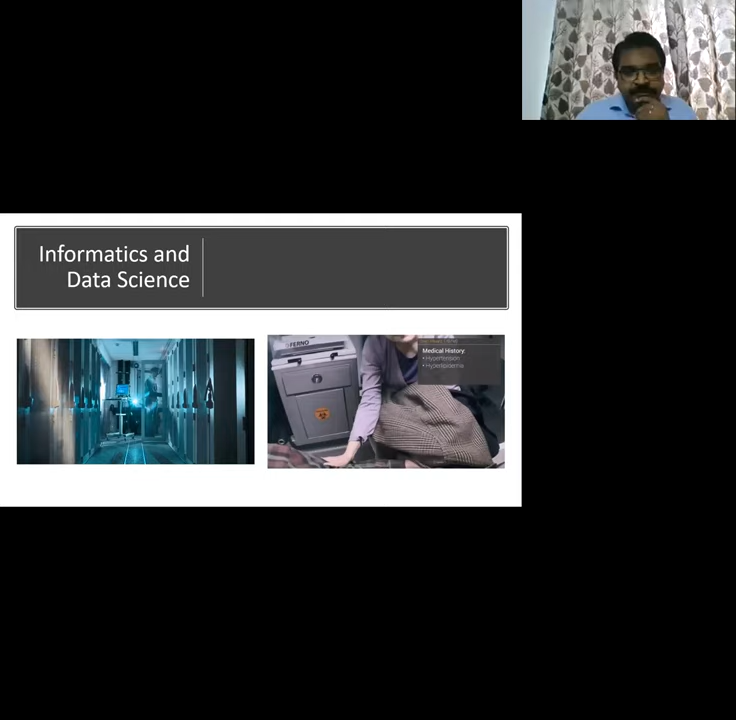 Informatics and
Data Science
FERNO
Medical History:
• Hypertension
• Hyperlipidemia